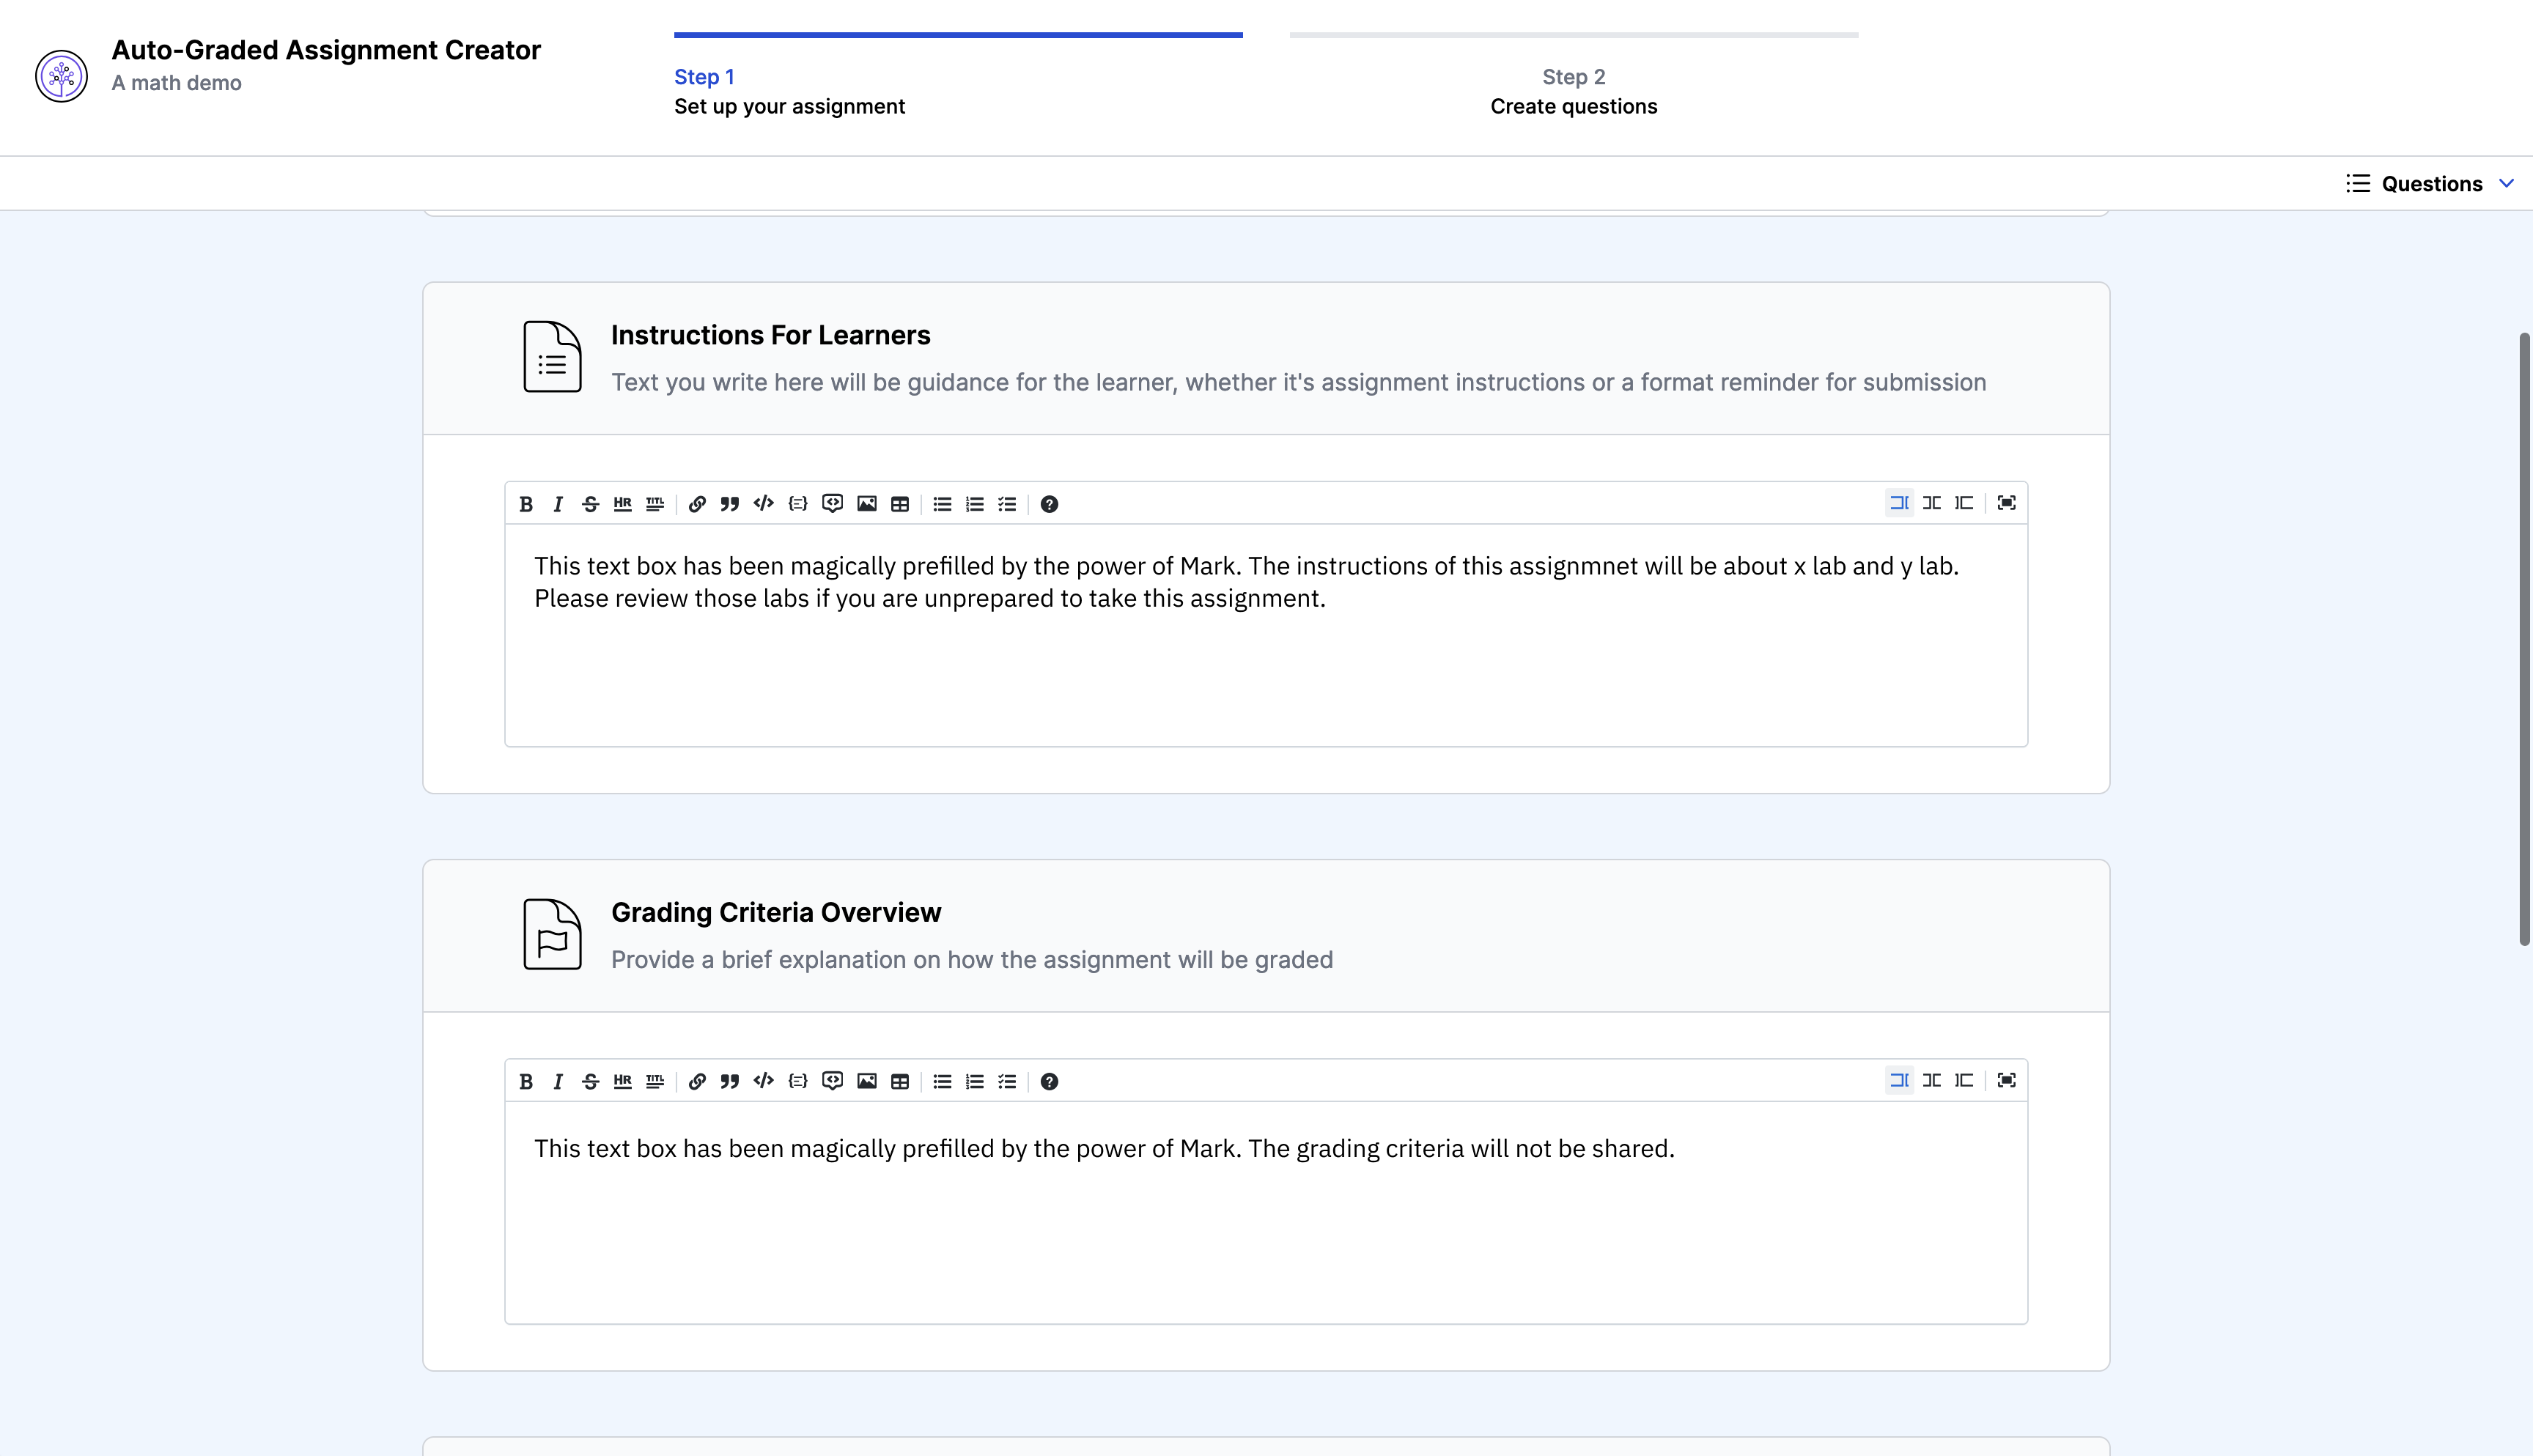 Auto-Graded Assignment Creator
A math demo
Step 1
Set up your assignment
Step 2
Create questions
Questions
Instructions For Learners
Text you write here will be guidance for the learner, whether it's assignment instructions or a format reminder for submission
B I S HR TITL
This text box has been magically prefilled by the power of Mark. The instructions of this assignmnet will be about x lab and y lab.
Please review those labs if you are unprepared to take this assignment.
Grading Criteria Overview
Provide a brief explanation on how the assignment will be graded
B I S HR TITL
This text box has been magically prefilled by the power of Mark. The grading criteria will not be shared.